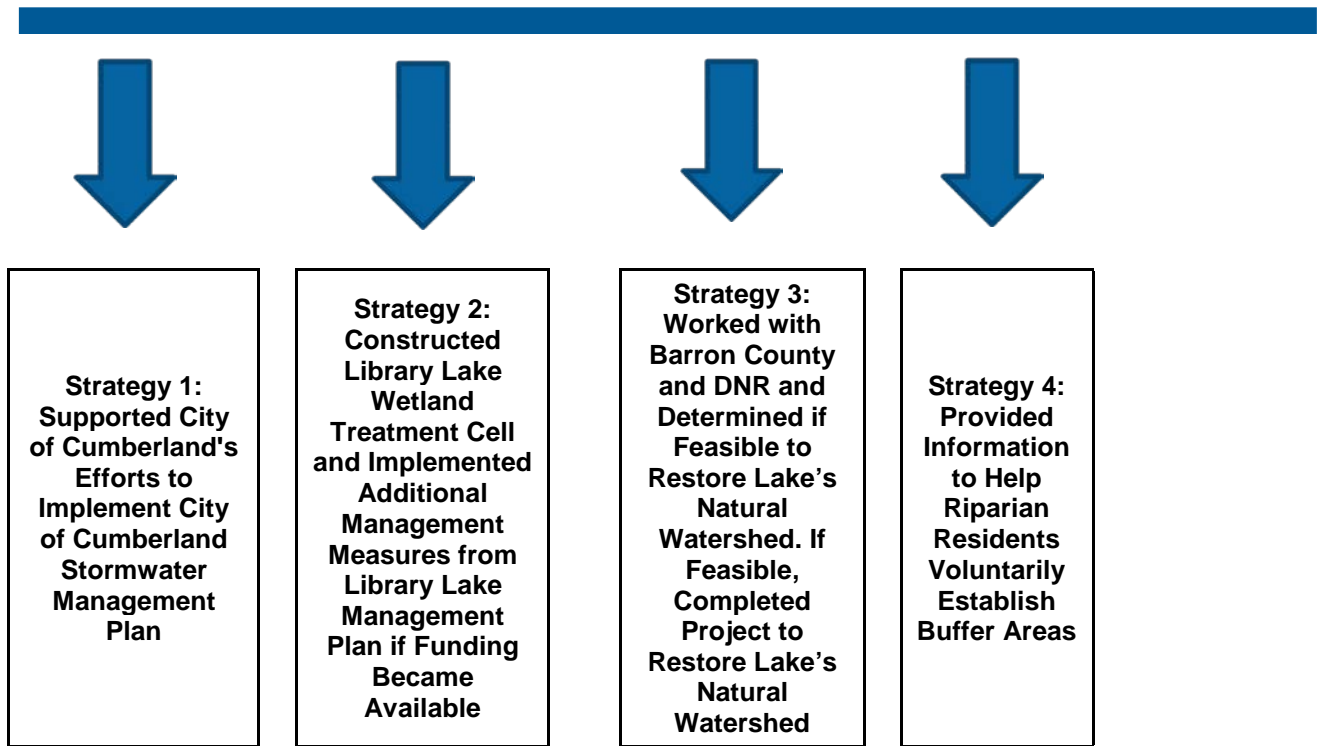 Strategy 1:
Supported City
of Cumberland's
Efforts to
Implement City
of Cumberland
Stormwater
Management
Plan
Strategy 2:
Constructed
Library Lake
Wetland
Treatment Cell
and Implemented
Additional
Management
Measures from
Library Lake
Management
Plan if Funding
Became
Available
Strategy 3:
Worked with
Barron County
and DNR and
Determined if
Feasible to
Restore Lake’s
Natural
Watershed. If
Feasible,
Completed
Project to
Restore Lake’s
Natural
Watershed
Strategy 4:
Provided
Information
to Help
Riparian
Residents
Voluntarily
Establish
Buffer Areas